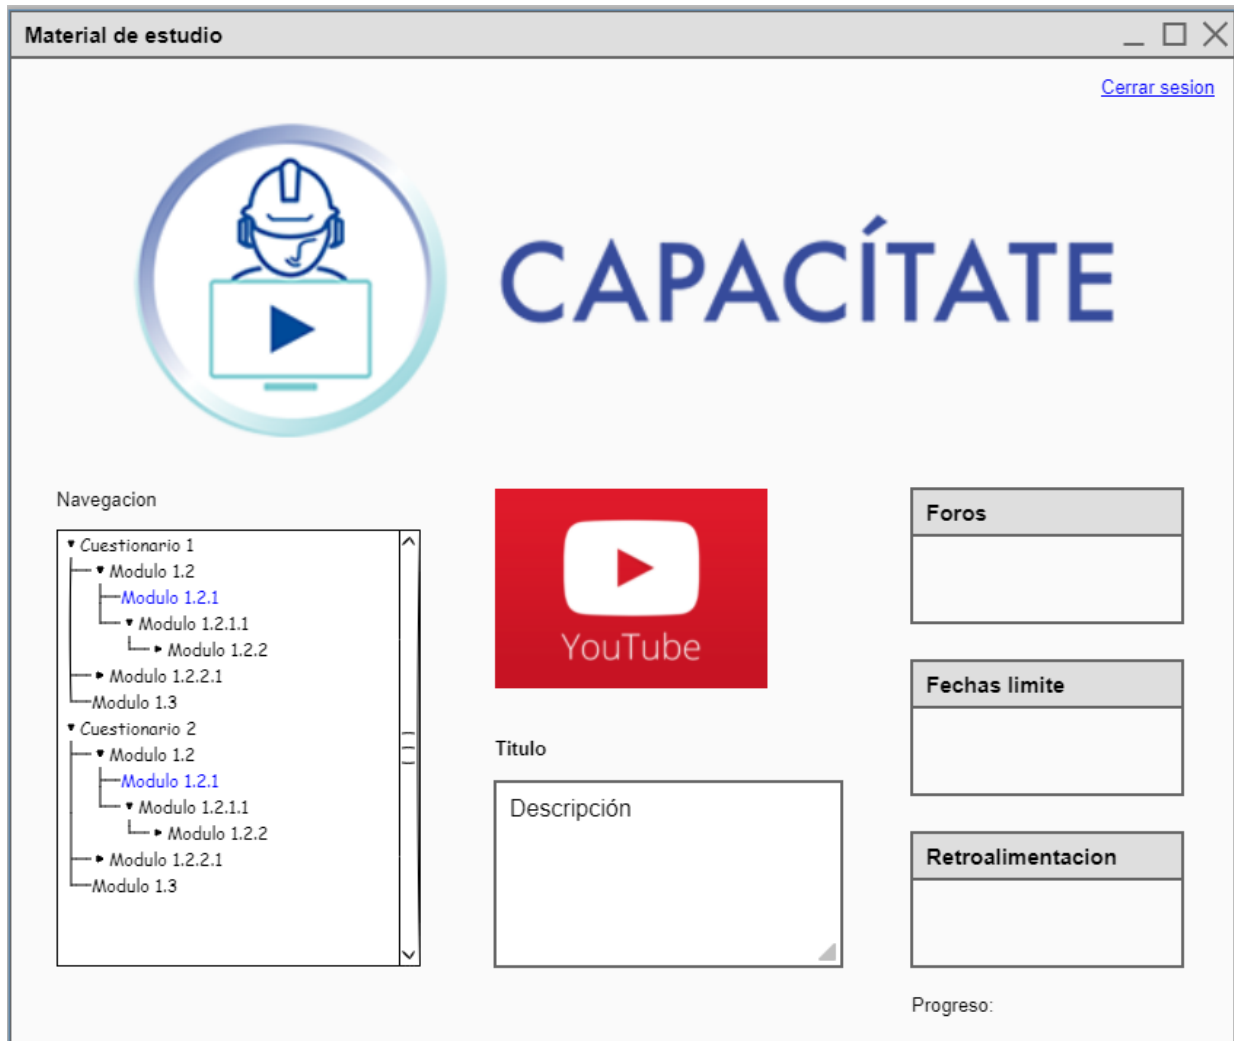 Material de estudio
Cerrar sesion
CAPACÍTATE
Navegacion
Cuestionario 1
Modulo 1.2
Modulo 1.2.1
Modulo 1.2.1.1
Modulo 1.2.2
Modulo 1.2.2.1
Modulo 1.3
Cuestionario 2
Modulo 1.2
Modulo 1.2.1
Modulo 1.2.1.1
Modulo 1.2.2
Modulo 1.2.2.1
Modulo 1.3
YouTube
Titulo
Descripción
Foros
Fechas limite
Retroalimentacion
Progreso: